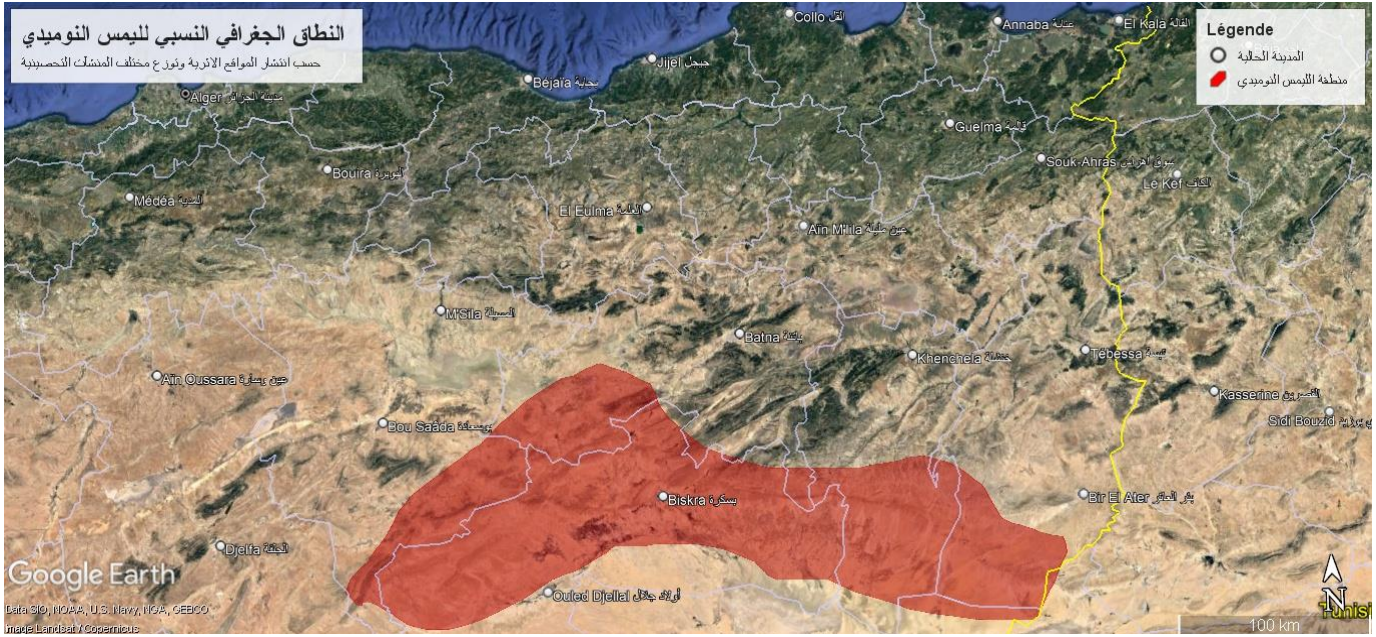 النطاق الجغرافي النسبي لليمس النوميدي
حسب انتشار المواقع الاثرية وتوزع مختلف المنشآت التحصينية
Légende
المدينة الحالية
منطقة الليمس النوميدي
Collo القل
Annaba عنابة
El Kala القالة
Jijel جيجل
Béjaïa بجاية
Alger مدينة الجزائر
Guelma قالمة
Souk-Ahras سوق أهراس
Le Kef الكاف
Bouira البويرة
Médéa المدية
El Eulma العلمة
Aïn M'lila عين مليلة
M'Sila المسيلة
Batna باتنة
Khenchela خنشلة
Tébessa تبسة
Aïn Oussara عين وسارة
Kasserine القصرين
Sidi Bouzid
Bou Saâda بوسعادة
Biskra بسكرة
Bir El Ater بئر العاتر
Djelfa الجلفة
Ouled Djellal أولاد جلال
Google Earth
Data SIO, NOAA, U.S. Navy, NGA, GEBCO
Image Landsat / Copernicus
N
100 km